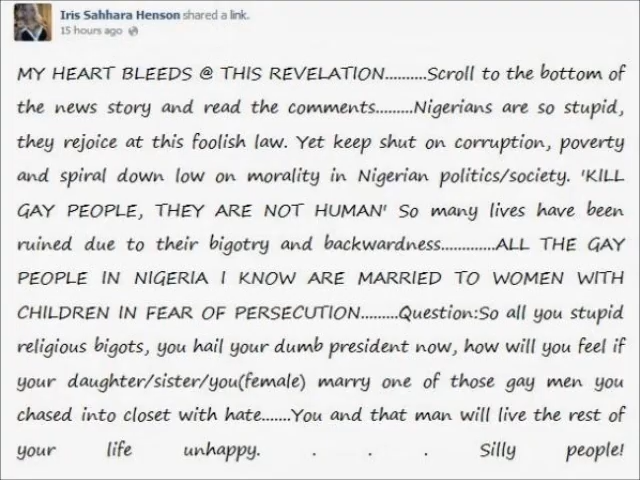 Iris Sahhara Henson shared a link.
15 hours ago
MY HEART BLEEDS @ THIS REVELATION..........Scroll to the bottom of
the news story and read the comments.........Nigerians are so stupid,
they rejoice at this foolish law. Yet keep shut on corruption, poverty
and spiral down low on morality in Nigerian politics/society. 'KILL
GAY PEOPLE, THEY ARE NOT HUMAN' So many lives have been
ruined due to their bigotry and backwardness.............ALL THE GAY
PEOPLE IN NIGERIA I KNOW ARE MARRIED TO WOMEN WITH
CHILDREN IN FEAR OF PERSECUTION.........Question:So all you stupid
religious bigots, you hail your dumb president now, how will you feel if
your daughter/sister/you(female) marry one of those gay men you
chased into closet with hate.......You and that man will live the rest of
your life unhappy. . . . Silly people!